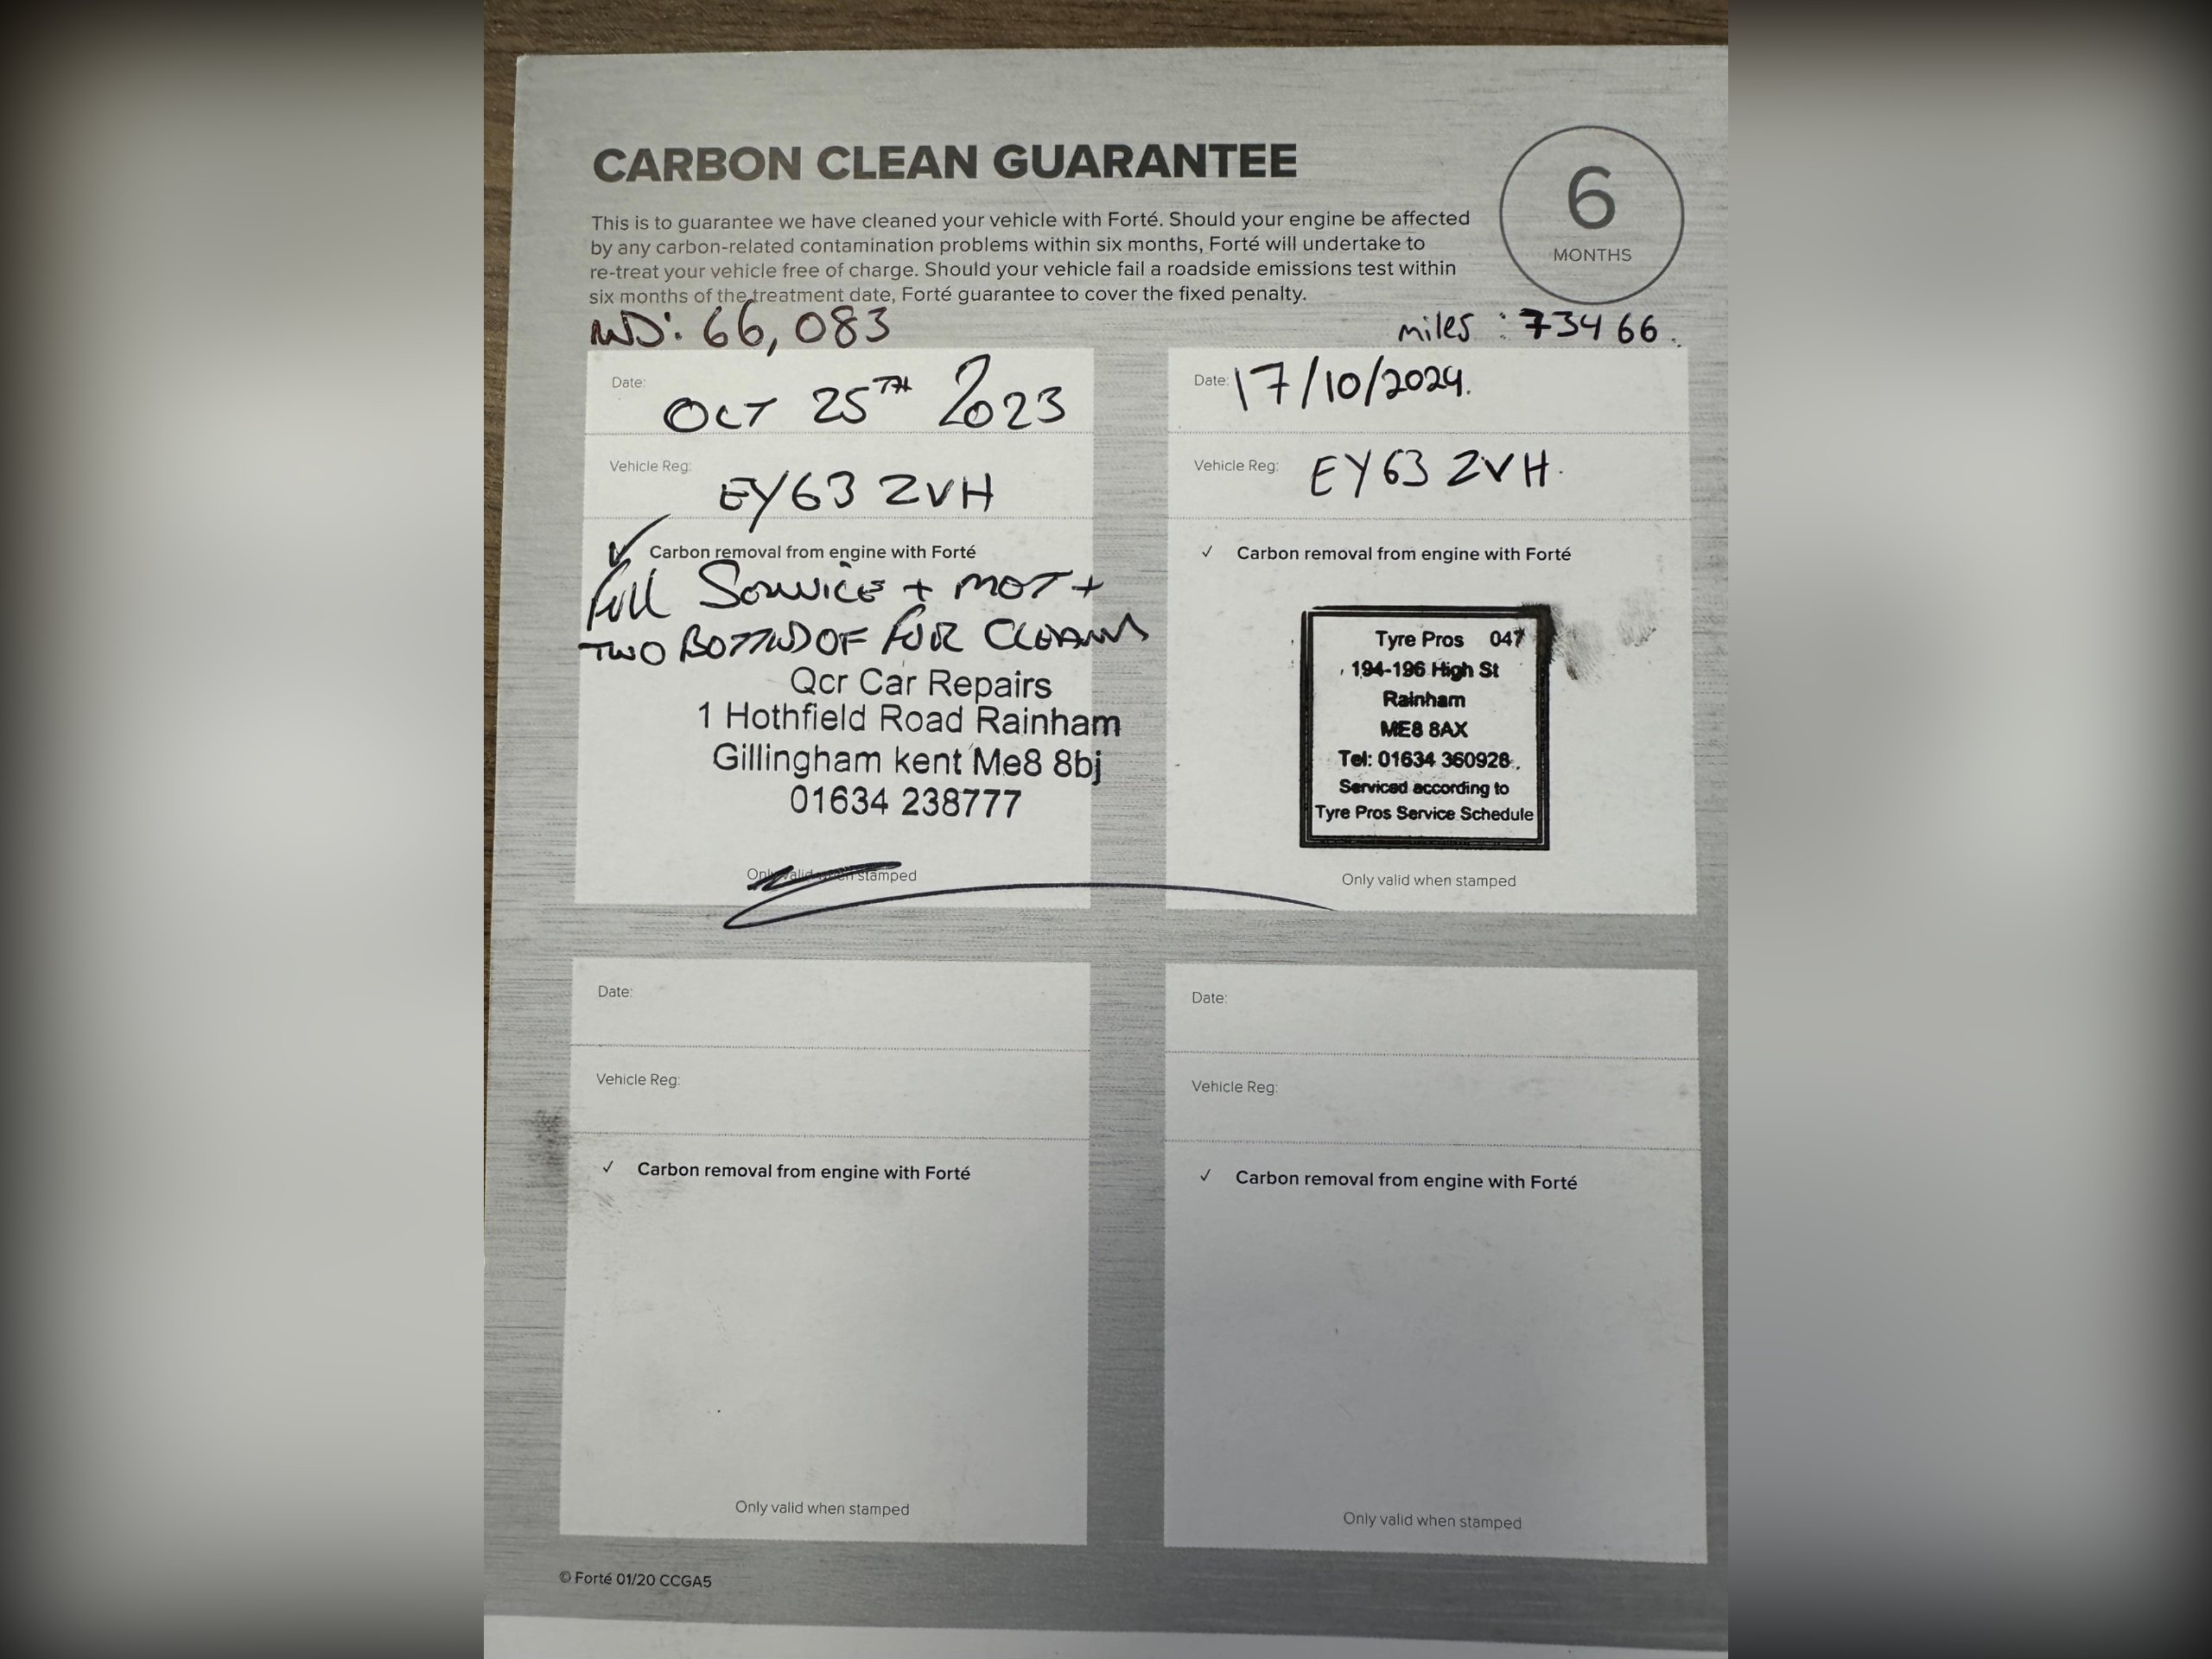 CARBON CLEAN GUARANTEE
6
MONTHS
This is to guarantee we have cleaned your vehicle with Forté. Should your engine be affected
by any carbon-related contamination problems within six months, Forté will undertake to
re-treat your vehicle free of charge. Should your vehicle fail a roadside emissions test within
six months of the treatment date, Forté guarantee to cover the fixed penalty.
66,083
Date: OCT 25TH 2023
Vehicle Reg: EY63 ZVH
Carbon removal from engine with Forté
Full Service + MOT +
TWO OF
Qcr Car Repairs
1 Hothfield Road Rainham
Gillingham kent Me8 8bj
01634 238777
Only valid when stamped
miles : 73466.
Date: 17/10/2024.
Vehicle Reg: EY63 ZVH.
✓ Carbon removal from engine with Forté
Tyre Pros 047
194-196 High St
Rainham
ME8 8AX
Tel: 01634 360928
Serviced according to
Tyre Pros Service Schedule
Only valid when stamped
Date:
Vehicle Reg:
✓ Carbon removal from engine with Forté
Only valid when stamped
Date:
Vehicle Reg:
✓ Carbon removal from engine with Forté
Only valid when stamped
© Forté 01/20 CCGA5